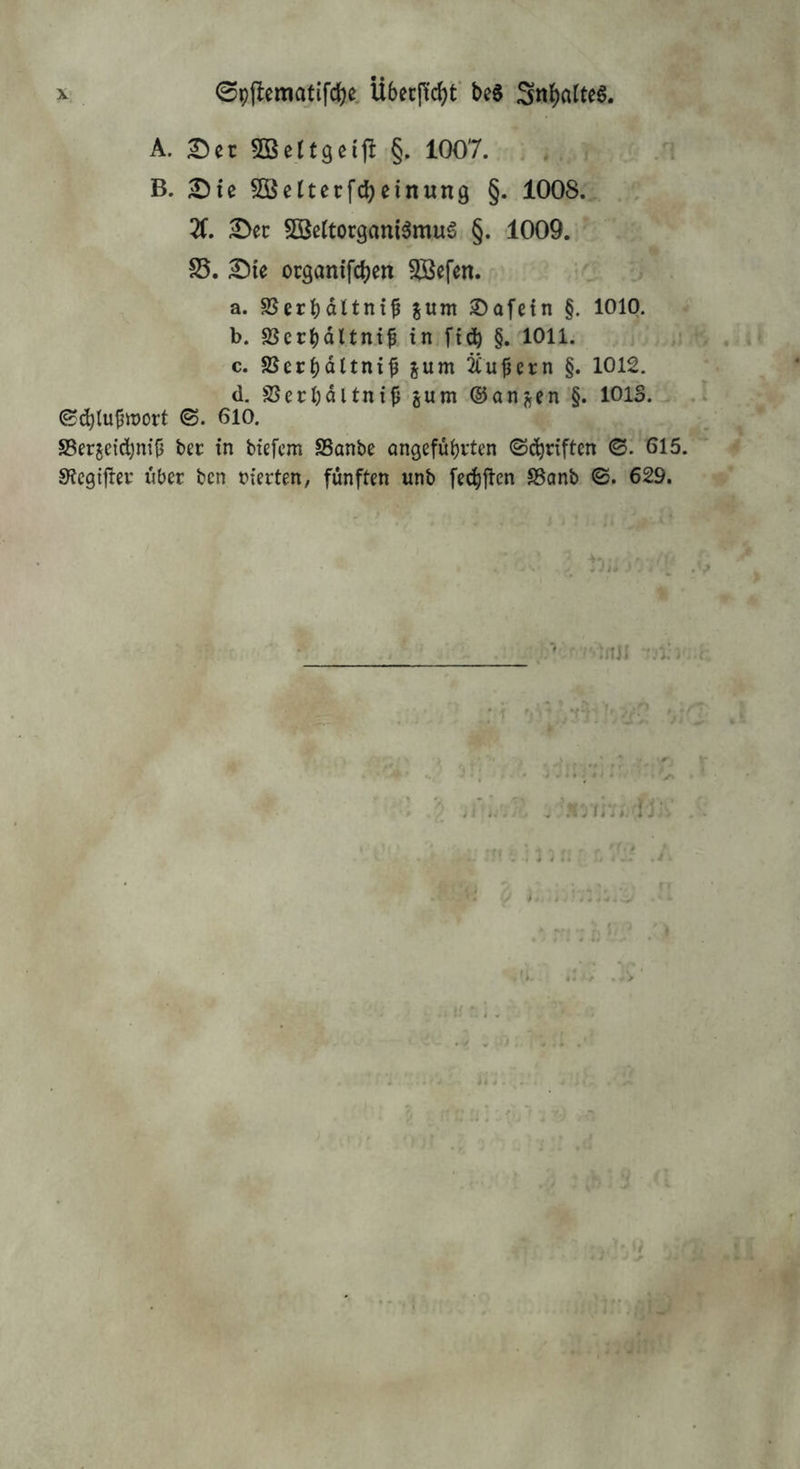 x Systematische Übersicht des Inhaltes.
A. Der Weltgeist §. 1007.
B. Die Welterscheinung §. 1008.
A. Der Weltorganismus §. 1009.
B. Die organischen Wesen.
a. Verhältniß zum Dasein §. 1010.
b. Verhältniß in sich §. 1011.
c. Verhältniß zum Äußern §. 1012.
d. Verhältniß zum Ganzen §. 1013.
Schlußwort S. 610.
Verzeichniß der in diesem Bande angeführten Schriften S. 615.
Register über den vierten, fünften und sechsten Band S. 629.